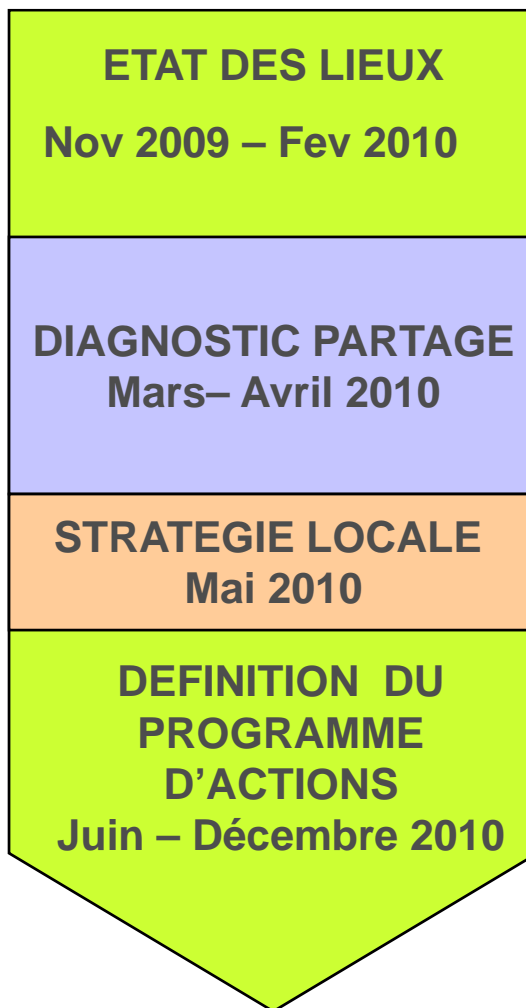 ETAT DES LIEUX
Nov 2009 – Fev 2010
DIAGNOSTIC PARTAGE
Mars– Avril 2010
STRATEGIE LOCALE
Mai 2010
DEFINITION DU
PROGRAMME
D’ACTIONS
Juin – Décembre 2010